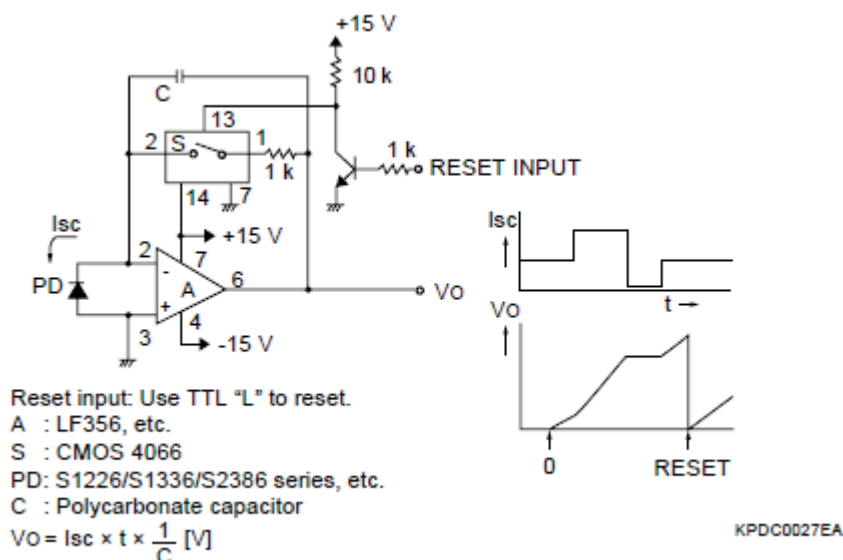 +15 V
10 k
C
13
2
S
1
1 k
1 k
RESET INPUT
14
7
Isc
+15 V
2
7
PD
-
A
6
Vo
+
4
3
-15 V
Isc
t
Vo
0
RESET
Reset input: Use TTL “L” to reset.
A : LF356, etc.
S : CMOS 4066
PD: S1226/S1336/S2386 series, etc.
C : Polycarbonate capacitor
Vo = Isc × t × 1/C [V]
KPDC0027EA